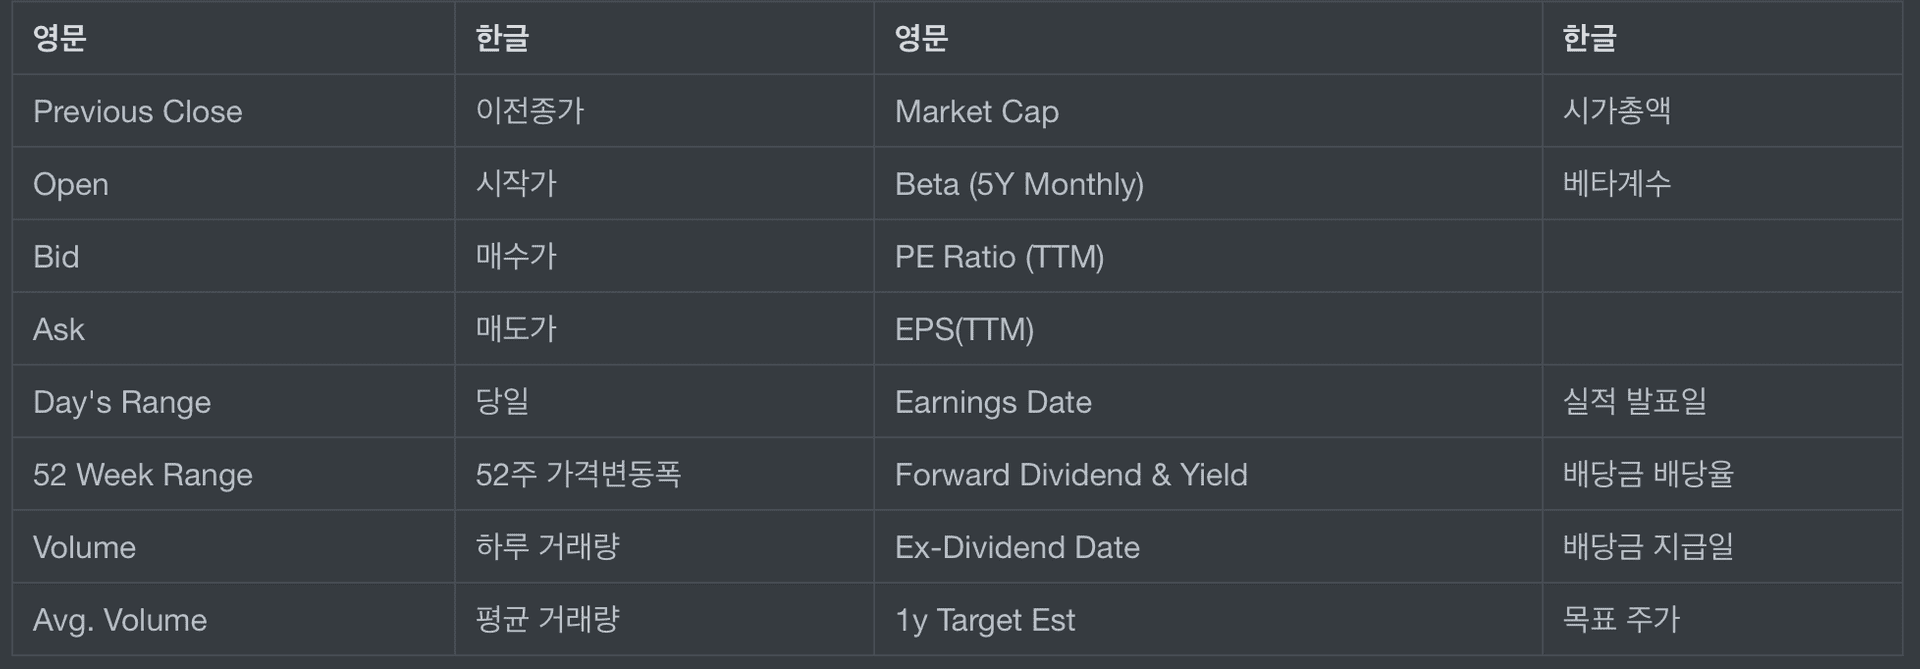 영문 한글 영문 한글
Previous Close 이전종가 Market Cap 시가총액
Open 시작가 Beta (5Y Monthly) 베타계수
Bid 매수가 PE Ratio (TTM)
Ask 매도가 EPS(TTM)
Day's Range 당일 Earnings Date 실적 발표일
52 Week Range 52주 가격변동폭 Forward Dividend & Yield 배당금 배당율
Volume 하루 거래량 Ex-Dividend Date 배당금 지급일
Avg. Volume 평균 거래량 1y Target Est 목표 주가